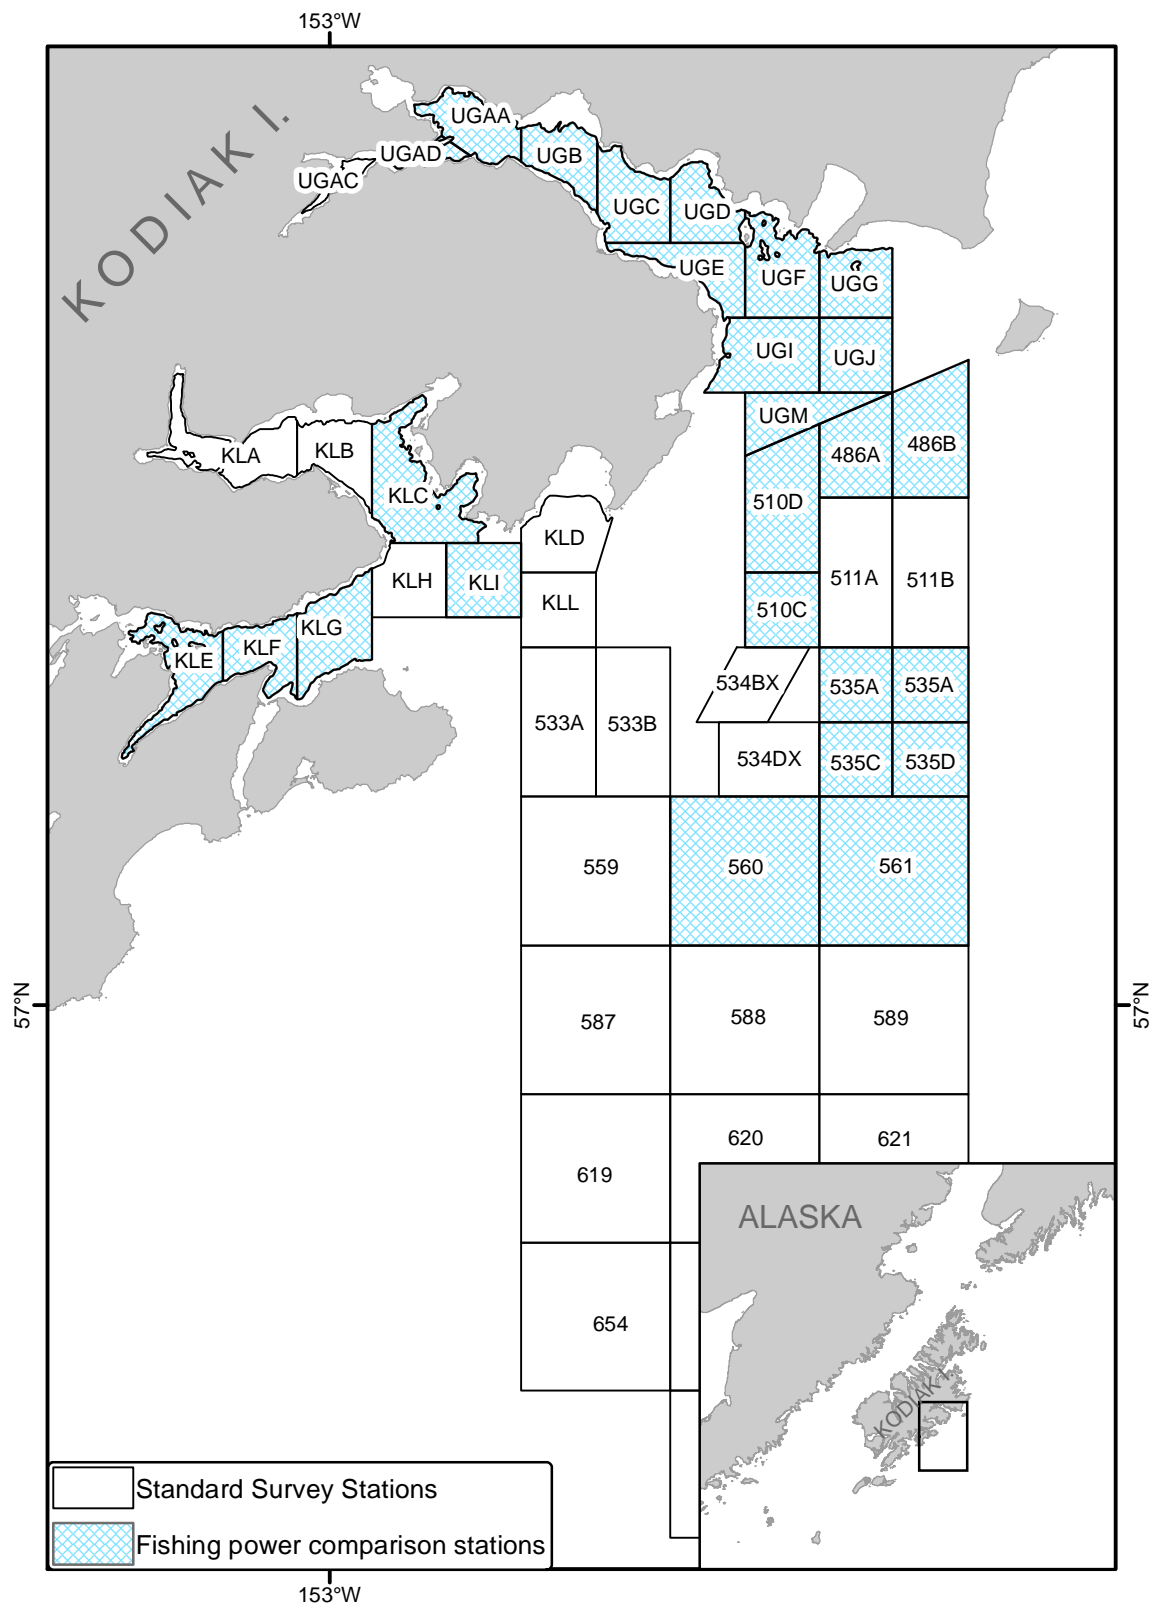 153°W
KODIAK I.
UGAA
UGAD
UGB
UGAC
UGC
UGD
UGE
UGF
UGG
UGI
UGJ
UGM
486A
486B
KLA
KLB
KLC
510D
KLD
KLH
KLI
KLL
511A
511B
510C
KLG
KLF
KLE
534BX
535A
535A
533A
533B
534DX
535C
535D
559
560
561
57°N
57°N
587
588
589
619
620
621
654
ALASKA
KODIAK I.
Standard Survey Stations
Fishing power comparison stations
153°W